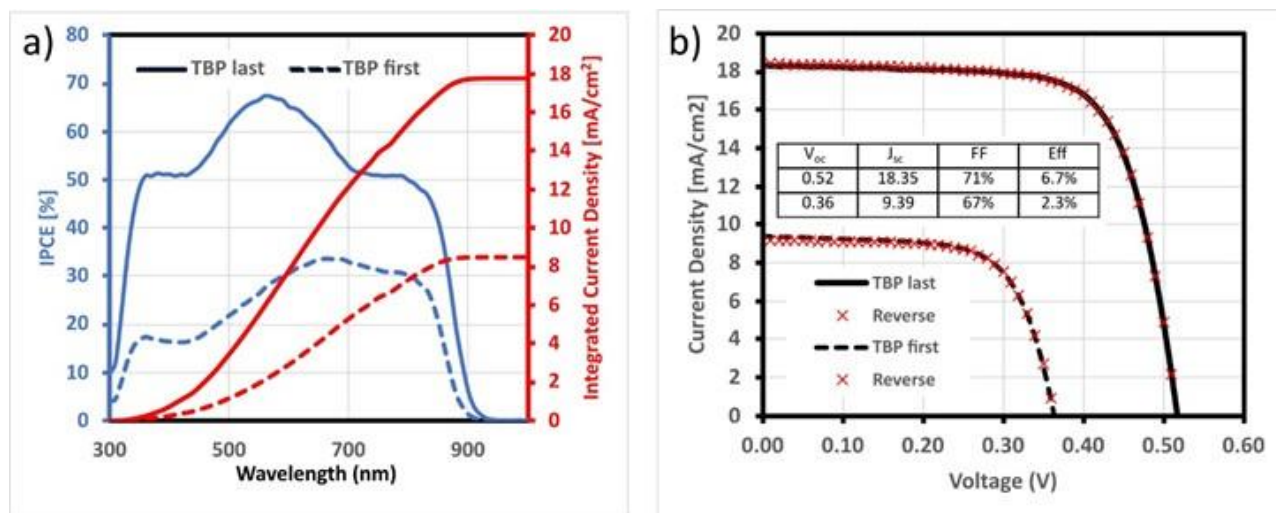 a)
TBP last TBP first
80
70
60
50
40
30
20
10
0
IPCE [%]
20
18
16
14
12
10
8
6
4
2
0
Integrated Current Density [mA/cm²]
300 500 700 900
Wavelength (nm)
b)
20
18
16
14
12
10
8
6
4
2
0
Current Density [mA/cm2]
Voc Jsc FF Eff
0.52 18.35 71% 6.7%
0.36 9.39 67% 2.3%
TBP last
Reverse
TBP first
Reverse
0.00 0.10 0.20 0.30 0.40 0.50 0.60
Voltage (V)